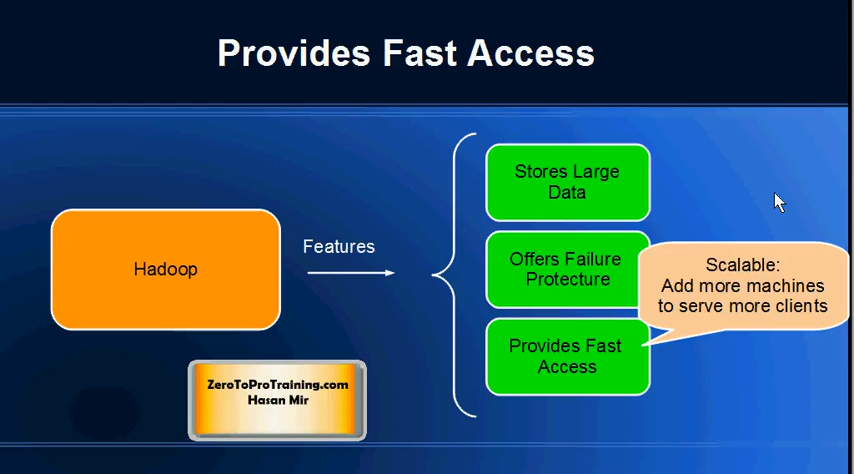 Provides Fast Access
Hadoop
Features
Stores Large
Data
Offers Failure
Protecture
Provides Fast
Access
Scalable:
Add more machines
to serve more clients
ZeroToProTraining.com
Hasan Mir